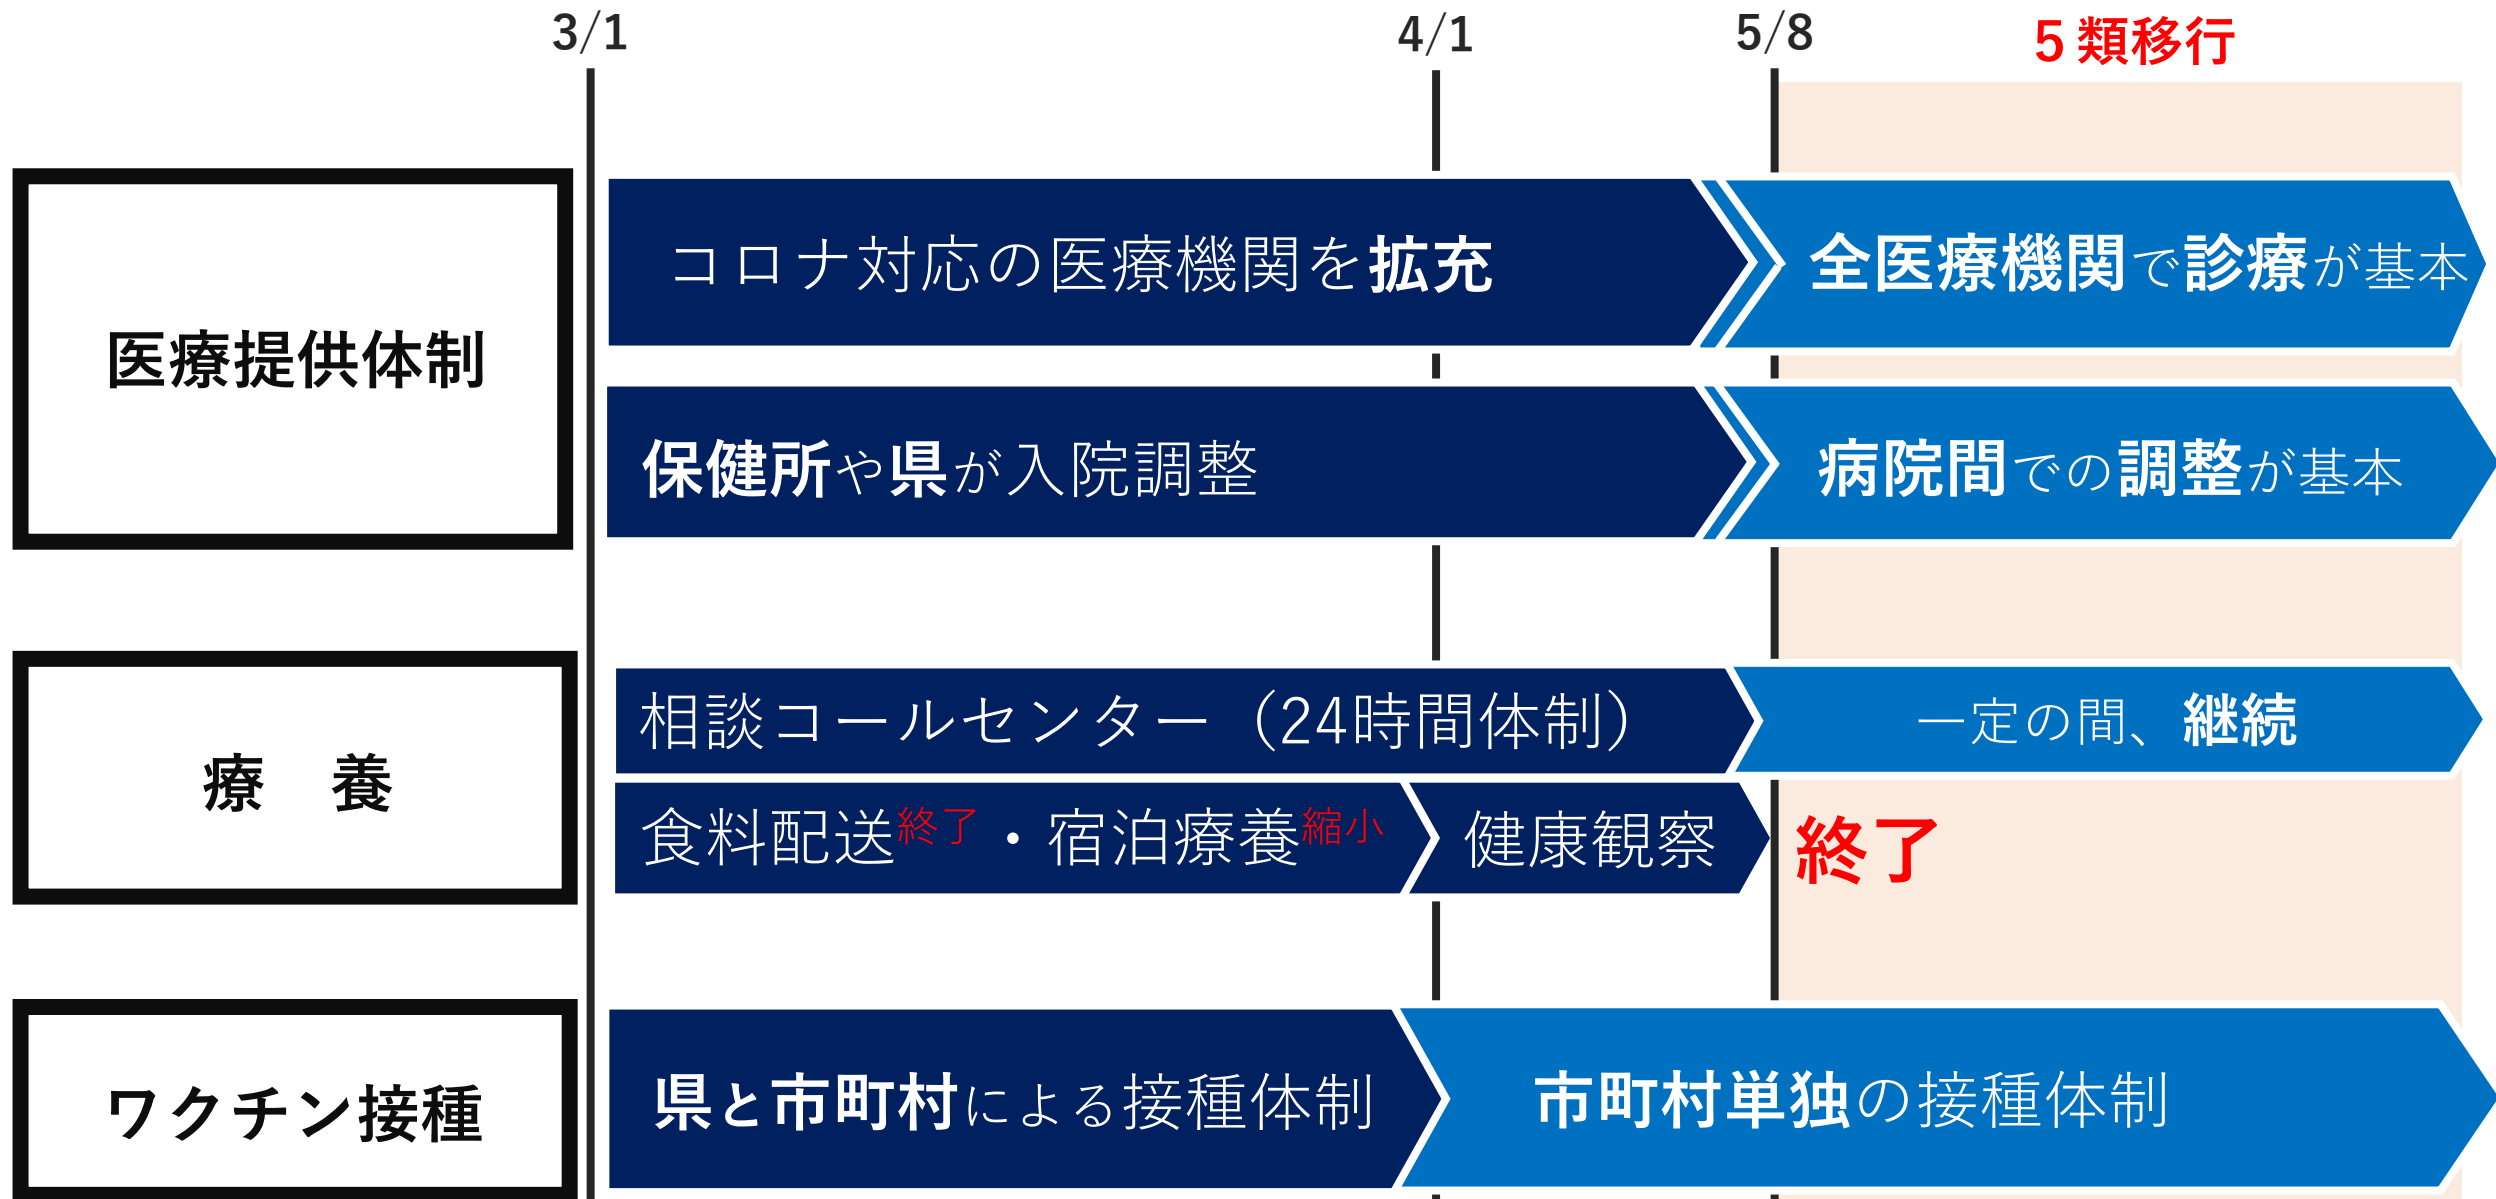 3/1
4/1
5/8
5類移行
医療提供体制
コロナ対応の医療機関を拡充
全医療機関で診療が基本
保健所や県が入院調整
病院間での調整が基本
療 養 者
相談コールセンター（24時間体制）
一定の間継続
食料配送終了・宿泊療養縮小
健康観察
終了
ワクチン接種
県と市町村による接種体制
市町村単独の接種体制